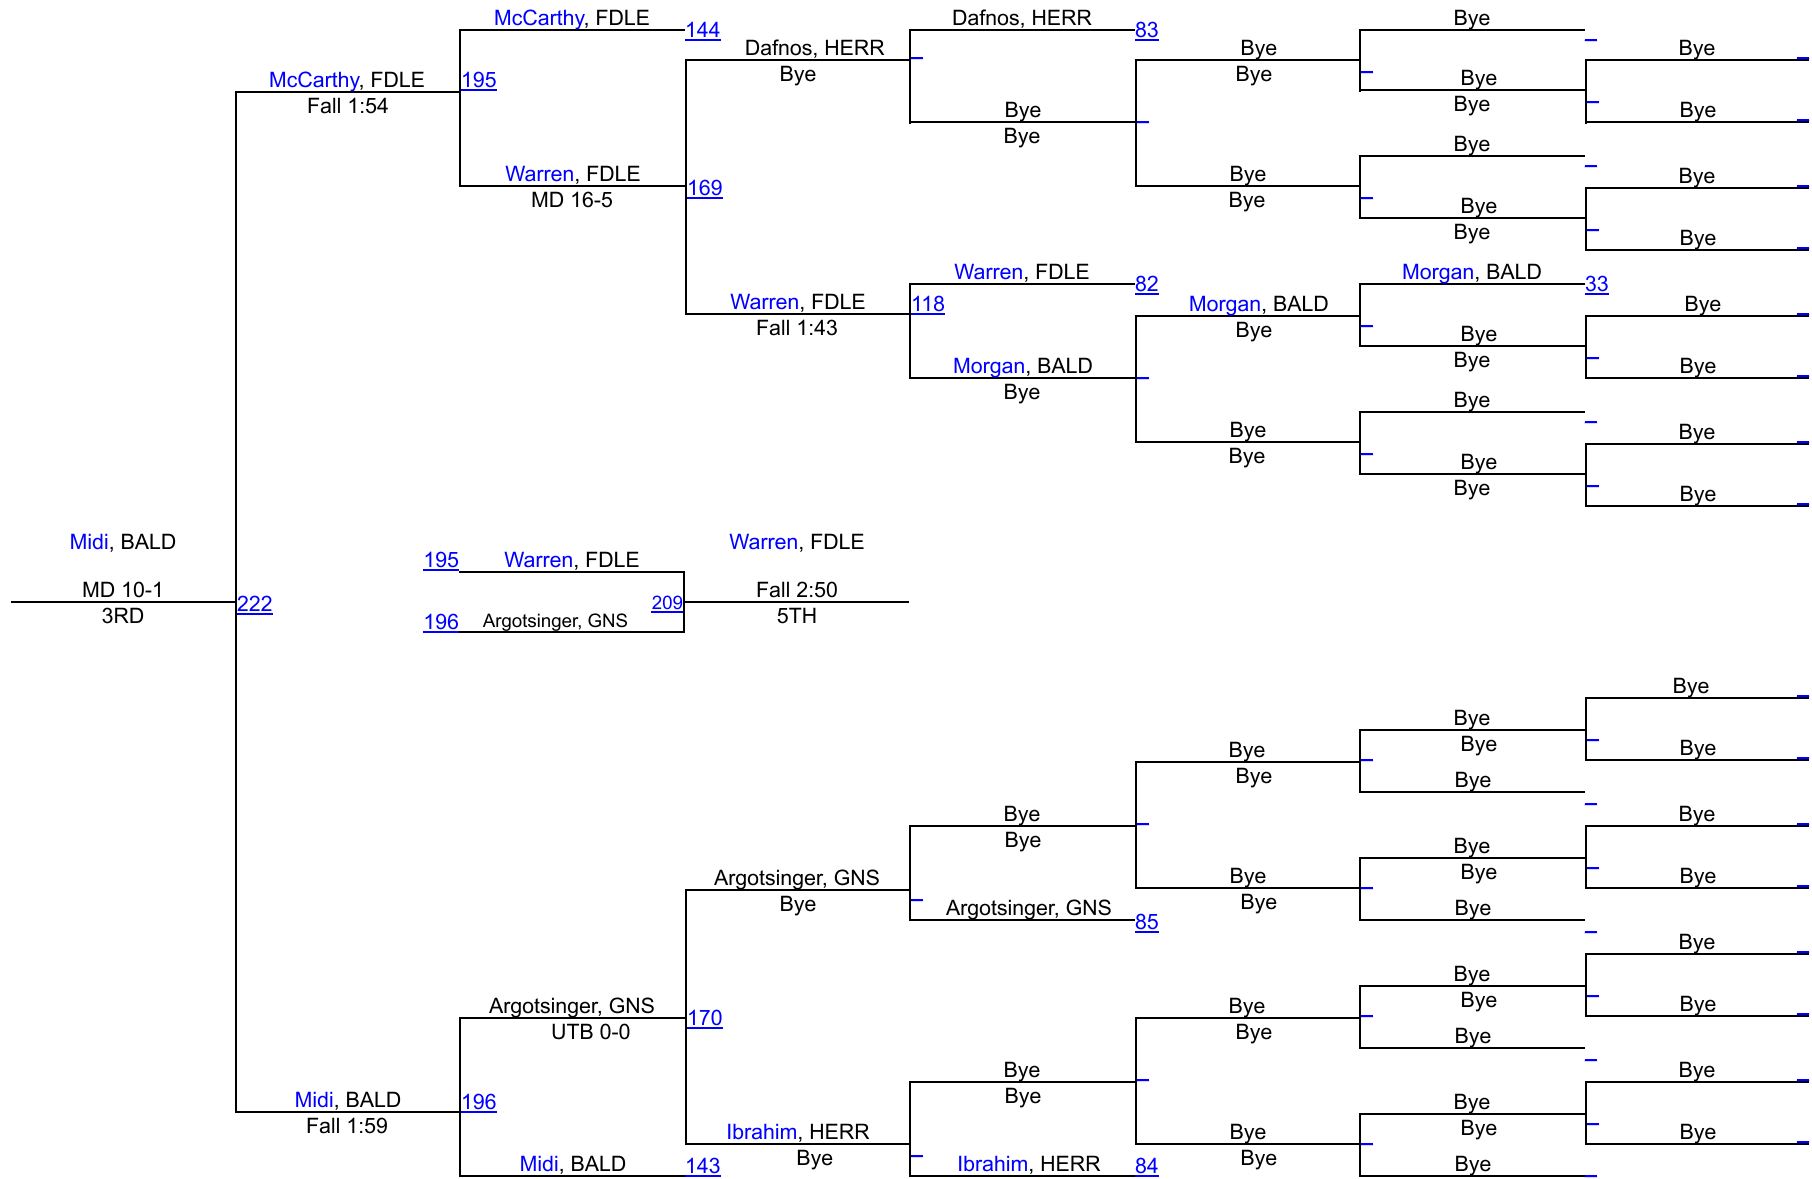 McCarthy, FDLE
144
Dafnos, HERR
83
Bye
Dafnos, HERR
Bye
Bye
Bye
Bye
Bye
McCarthy, FDLE
Fall 1:54
195
Bye
Bye
Bye
Bye
Bye
Bye
Warren, FDLE
MD 16-5
169
Bye
Bye
Bye
Bye
Bye
Bye
Bye
Warren, FDLE
82
Morgan, BALD
33
Warren, FDLE
Fall 1:43
118
Morgan, BALD
Bye
Bye
Bye
Bye
Morgan, BALD
Bye
Bye
Bye
Bye
Bye
Bye
Bye
Bye
Bye
Midi, BALD
MD 10-1
3RD
222
195
Warren, FDLE
196
Argotsinger, GNS
209
Warren, FDLE
Fall 2:50
5TH
Bye
Bye
Bye
Bye
Bye
Bye
Bye
Bye
Bye
Bye
Bye
Bye
Argotsinger, GNS
Bye
Bye
Bye
Bye
Argotsinger, GNS
85
Bye
Bye
Bye
Bye
Argotsinger, GNS
UTB 0-0
170
Bye
Bye
Bye
Bye
Bye
Bye
Bye
Midi, BALD
Fall 1:59
196
Bye
Bye
Ibrahim, HERR
Bye
Bye
Bye
Bye
Midi, BALD
143
Ibrahim, HERR
84
Bye